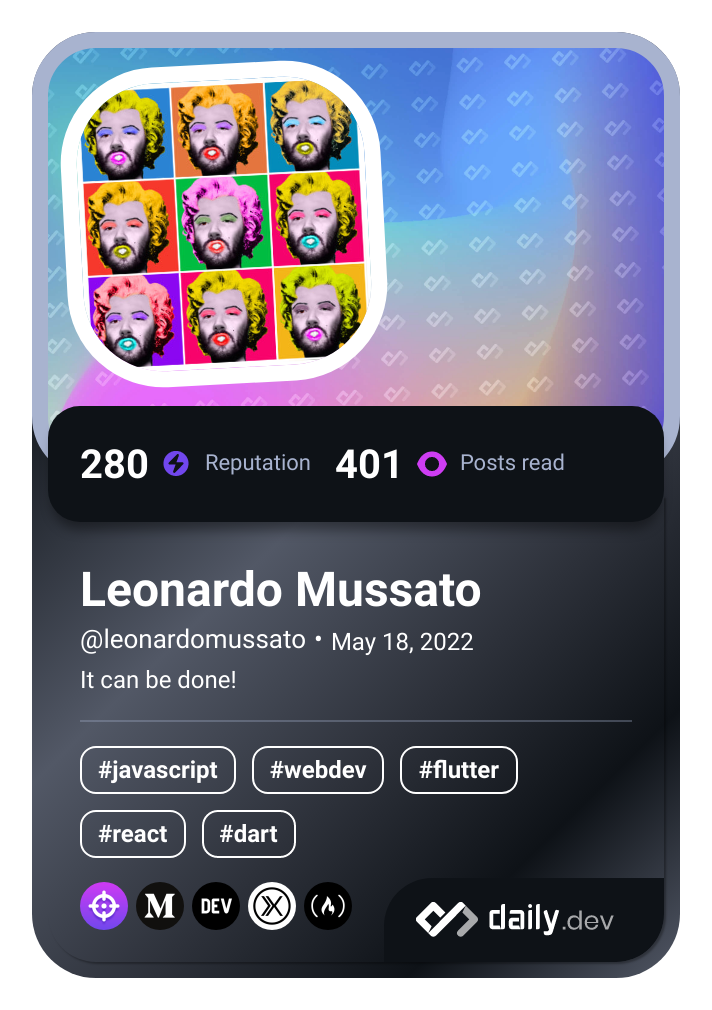 280 Reputation 401 Posts read
Leonardo Mussato
@leonardomussato • May 18, 2022
It can be done!
#javascript #webdev #flutter
#react #dart
M DEV
daily.dev